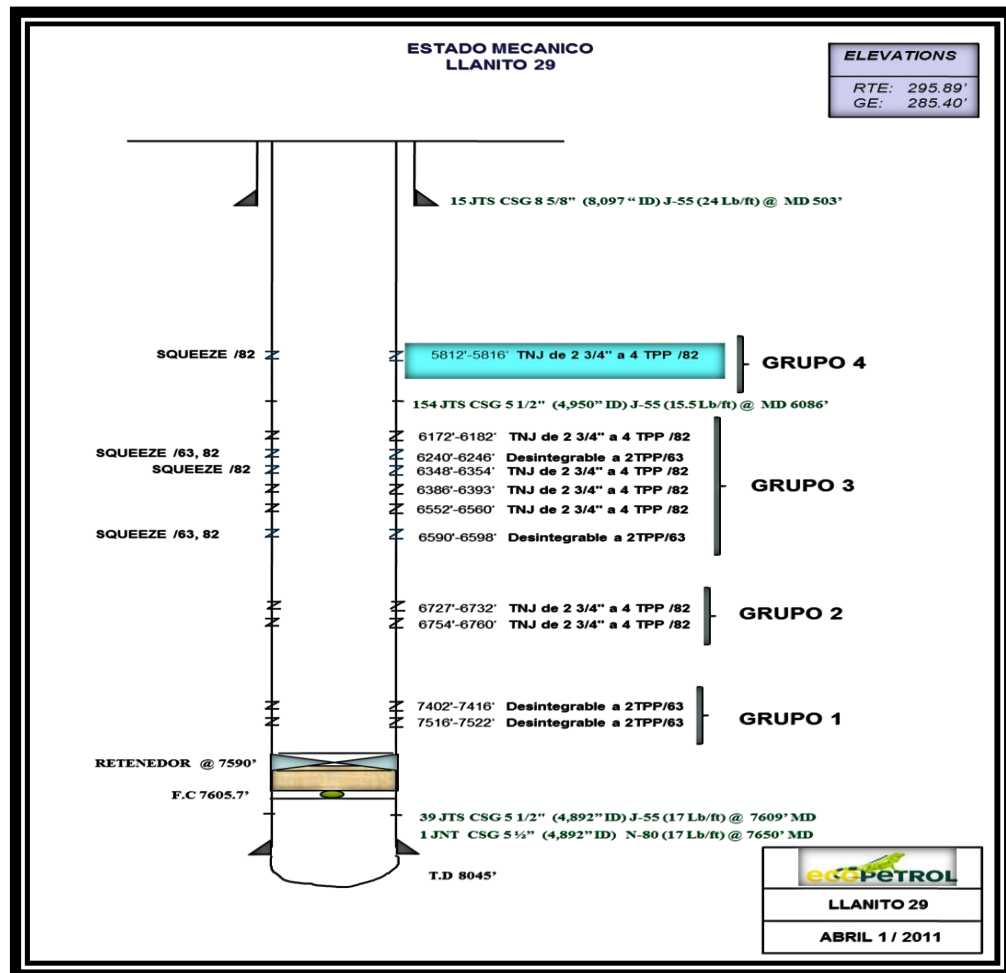 ESTADO MECANICO
LLANITO 29
ELEVATIONS
RTE: 295.89'
GE: 285.40'
15 JTS CSG 8 5/8" (8,097 “ ID) J-55 (24 Lb/ft) @ MD 503’
SQUEEZE /82
5812'-5816' TNJ de 2 3/4" a 4 TPP /82
GRUPO 4
154 JTS CSG 5 1/2" (4,950” ID) J-55 (15.5 Lb/ft) @ MD 6086’
6172'-6182' TNJ de 2 3/4" a 4 TPP /82
SQUEEZE /63, 82
6240'-6246' Desintegrable a 2TPP/63
SQUEEZE /82
6348'-6354' TNJ de 2 3/4" a 4 TPP /82
6386'-6393' TNJ de 2 3/4" a 4 TPP /82
GRUPO 3
6552'-6560' TNJ de 2 3/4" a 4 TPP /82
SQUEEZE /63, 82
6590'-6598' Desintegrable a 2TPP/63
6727'-6732' TNJ de 2 3/4" a 4 TPP /82
6754'-6760' TNJ de 2 3/4" a 4 TPP /82
GRUPO 2
7402'-7416' Desintegrable a 2TPP/63
7516'-7522' Desintegrable a 2TPP/63
GRUPO 1
RETENEDOR @ 7590’
F.C 7605.7’
39 JTS CSG 5 1/2" (4,892” ID) J-55 (17 Lb/ft) @ 7609’ MD
1 JNT CSG 5 ½” (4,892” ID) N-80 (17 Lb/ft) @ 7650’ MD
T.D 8045’
ecoPETROL
LLANITO 29
ABRIL 1 / 2011